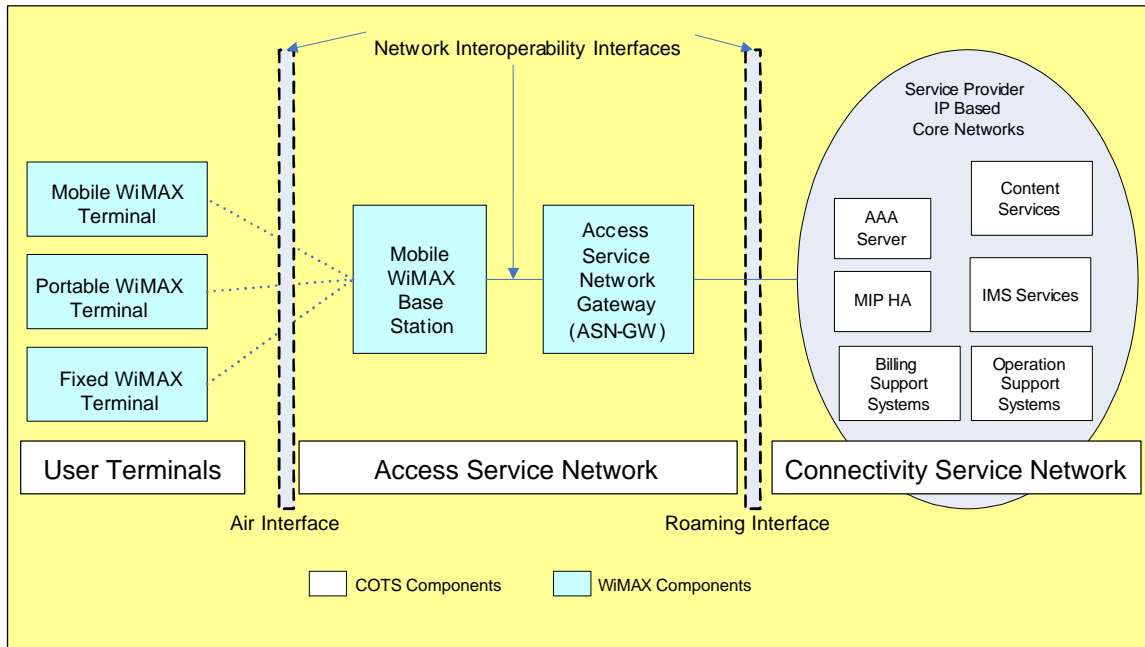 Network Interoperability Interfaces
Service Provider
IP Based
Core Networks
Mobile WiMAX
Terminal
Portable WiMAX
Terminal
Fixed WiMAX
Terminal
Mobile
WiMAX
Base
Station
Access
Service
Network
Gateway
(ASN-GW)
AAA
Server
Content
Services
MIP HA
IMS Services
Billing
Support
Systems
Operation
Support
Systems
User Terminals
Access Service Network
Connectivity Service Network
Air Interface
Roaming Interface
COTS Components
WiMAX Components